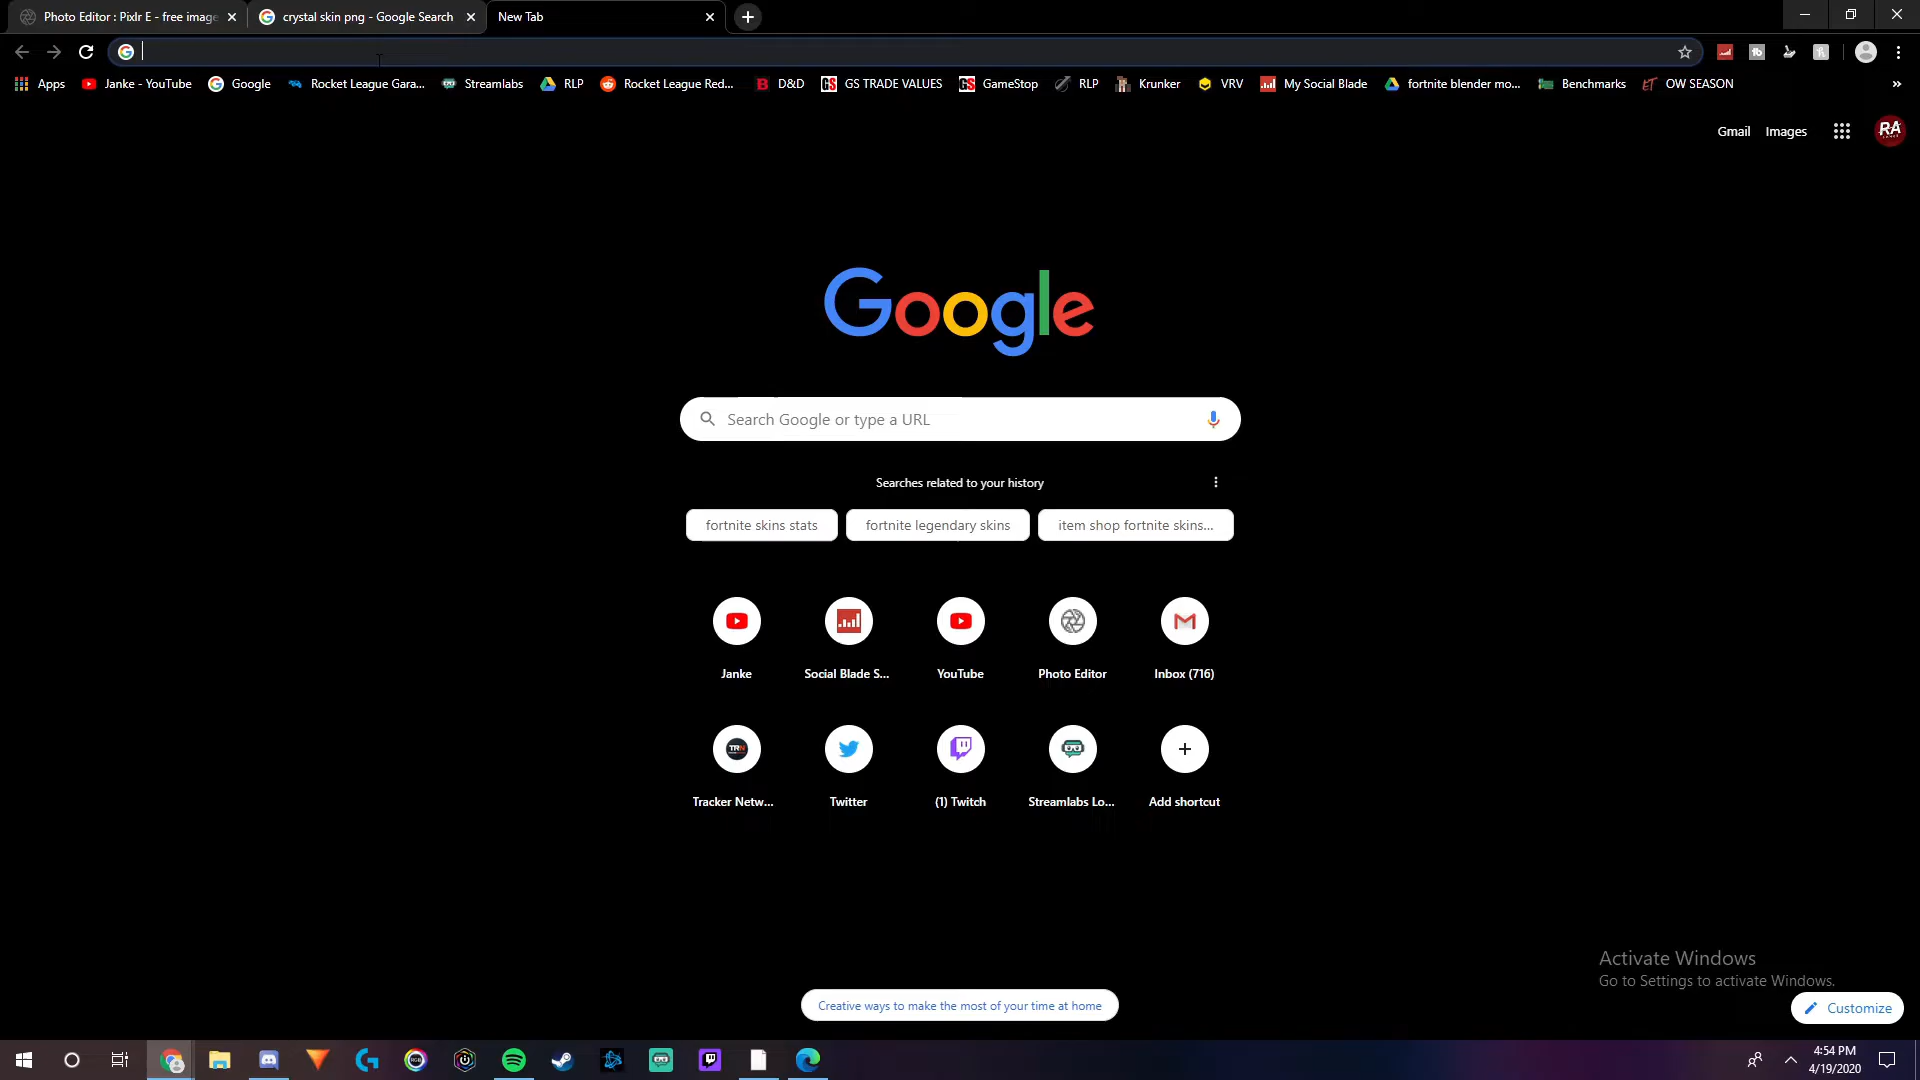 Photo Editor : Pixlr E - free image
crystal skin png - Google Search
New Tab
Apps
Janke - YouTube
Google
Rocket League Gara...
Streamlabs
RLP
Rocket League Red...
D&D
GS TRADE VALUES
GameStop
RLP
Krunker
VRV
My Social Blade
fortnite blender mo...
Benchmarks
OW SEASON
Gmail
Images
RA
Google
Search Google or type a URL
Searches related to your history
fortnite skins stats
fortnite legendary skins
item shop fortnite skins...
Janke
Social Blade S...
YouTube
Photo Editor
Inbox (716)
Tracker Netw...
Twitter
(1) Twitch
Streamlabs Lo...
Add shortcut
Activate Windows
Go to Settings to activate Windows.
Creative ways to make the most of your time at home
Customize
4:54 PM
4/19/2020